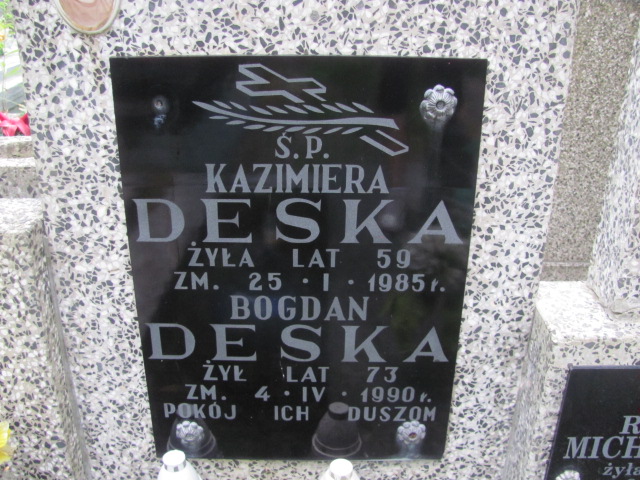 Ś.P.
KAZIMIERA
DESKA
ŻYŁA LAT 59
ZM. 25 · I · 1985 r.
BOGDAN
DESKA
ŻYŁ LAT 73
ZM. 4 · IV · 1990 r.
POKÓJ ICH DUSZOM